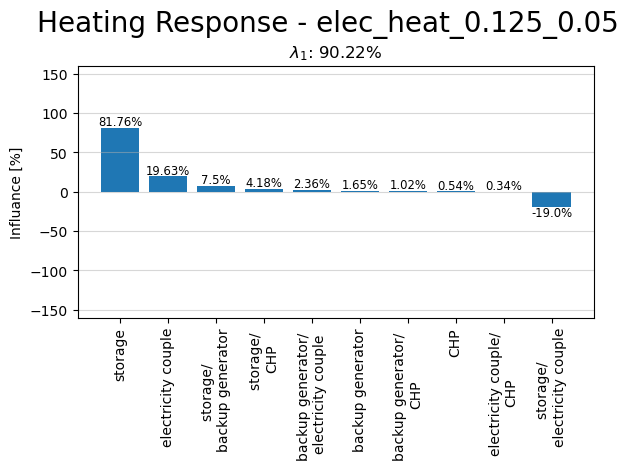 Heating Response - elec_heat_0.125_0.05
λ₁: 90.22%
Influance [%]
150
100
50
0
−50
−100
−150
81.76%
19.63%
7.5%
4.18%
2.36%
1.65%
1.02%
0.54%
0.34%
-19.0%
storage
electricity couple
storage/
backup generator
storage/
CHP
backup generator/
electricity couple
backup generator
backup generator/
CHP
CHP
electricity couple/
CHP
storage/
electricity couple